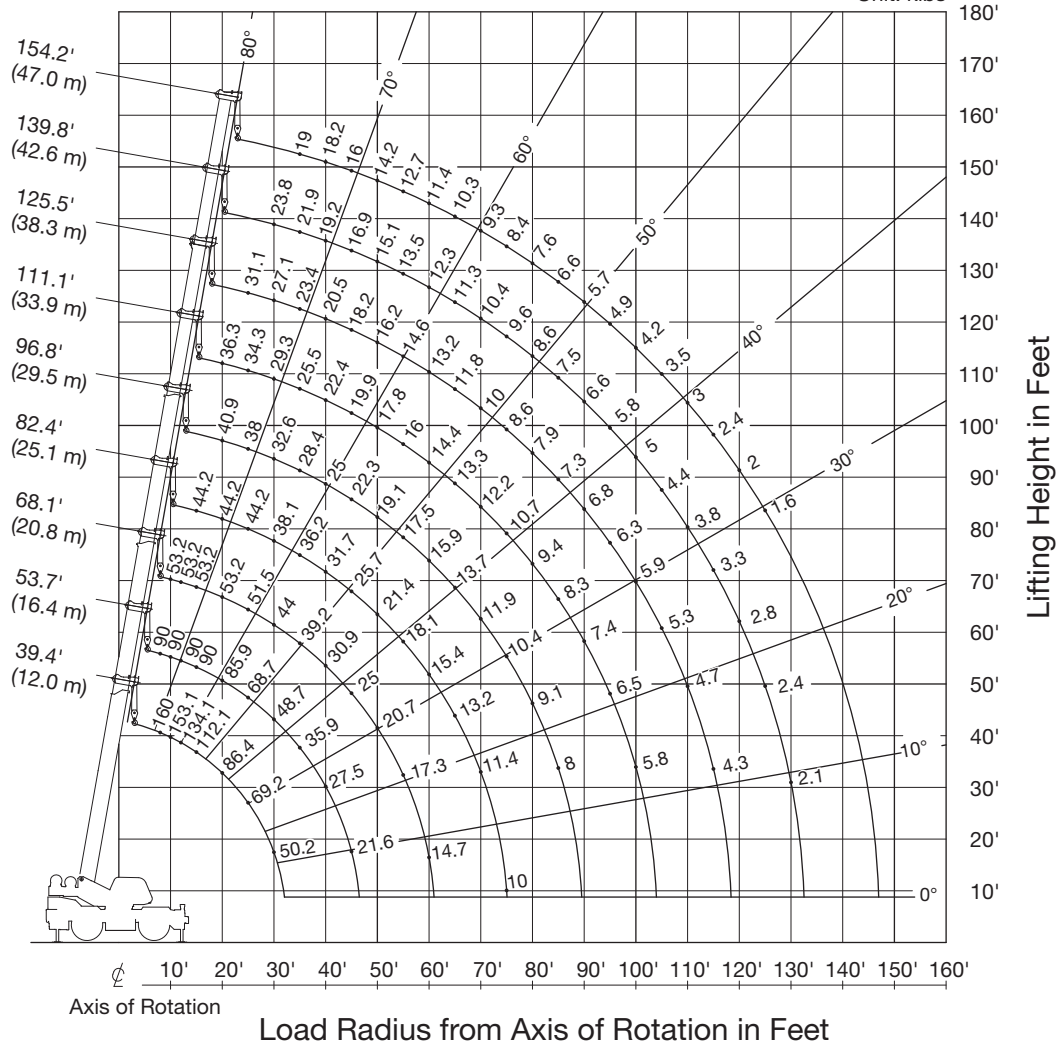 Unit: klbs
180'
170'
160'
150'
140'
130'
120'
110'
100'
90'
80'
70'
60'
50'
40'
30'
20'
10'
Lifting Height in Feet
154.2'
(47.0 m)
139.8'
(42.6 m)
125.5'
(38.3 m)
111.1'
(33.9 m)
96.8'
(29.5 m)
82.4'
(25.1 m)
68.1'
(20.8 m)
53.7'
(16.4 m)
39.4'
(12.0 m)
80°
70°
60°
50°
40°
30°
20°
10°
0°
19 18.2 16 14.2 12.7 11.4 10.3 9.3 8.4 7.6 6.6 5.7 4.9 4.2 3.5 3 2.4 2 1.6
23.8 21.9 19.2 16.9 15.1 13.5 12.3 11.3 10.4 9.6 8.6 7.5 6.6 5.8 5 4.4 3.8 3.3 2.8 2.4 2.1
31.1 27.1 23.4 20.5 18.2 16.2 14.6 13.2 11.8 10 8.6 7.9 7.3 6.8 6.3 5.9 5.3 4.7 4.3
36.3 34.3 29.3 25.5 22.4 19.9 17.8 16 14.4 13.3 12.2 10.7 9.4 8.3 7.4 6.5 5.8
40.9 38 32.6 28.4 25 22.3 19.1 17.5 15.9 13.7 11.9 10.4 9.1 8
44.2 44.2 44.2 38.1 36.2 31.7 25.7 21.4 18.1 15.4 13.2 11.4 10
53.2 53.2 53.2 53.2 51.5 44 39.2 30.9 25 20.7 17.3 14.7
90 90 90 90 85.9 68.7 48.7 35.9 27.5 21.6
160 153.1 134.1 112.1 86.4 69.2 50.2
10' 20' 30' 40' 50' 60' 70' 80' 90' 100' 110' 120' 130' 140' 150' 160'
Axis of Rotation
Load Radius from Axis of Rotation in Feet